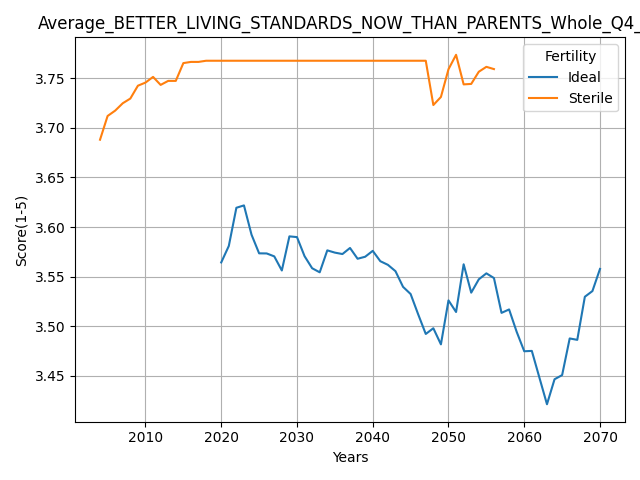 Average_BETTER_LIVING_STANDARDS_NOW_THAN_PARENTS_Whole_Q4_
Fertility
Ideal
Sterile
Score(1-5)
3.75
3.70
3.65
3.60
3.55
3.50
3.45
2010 2020 2030 2040 2050 2060 2070
Years